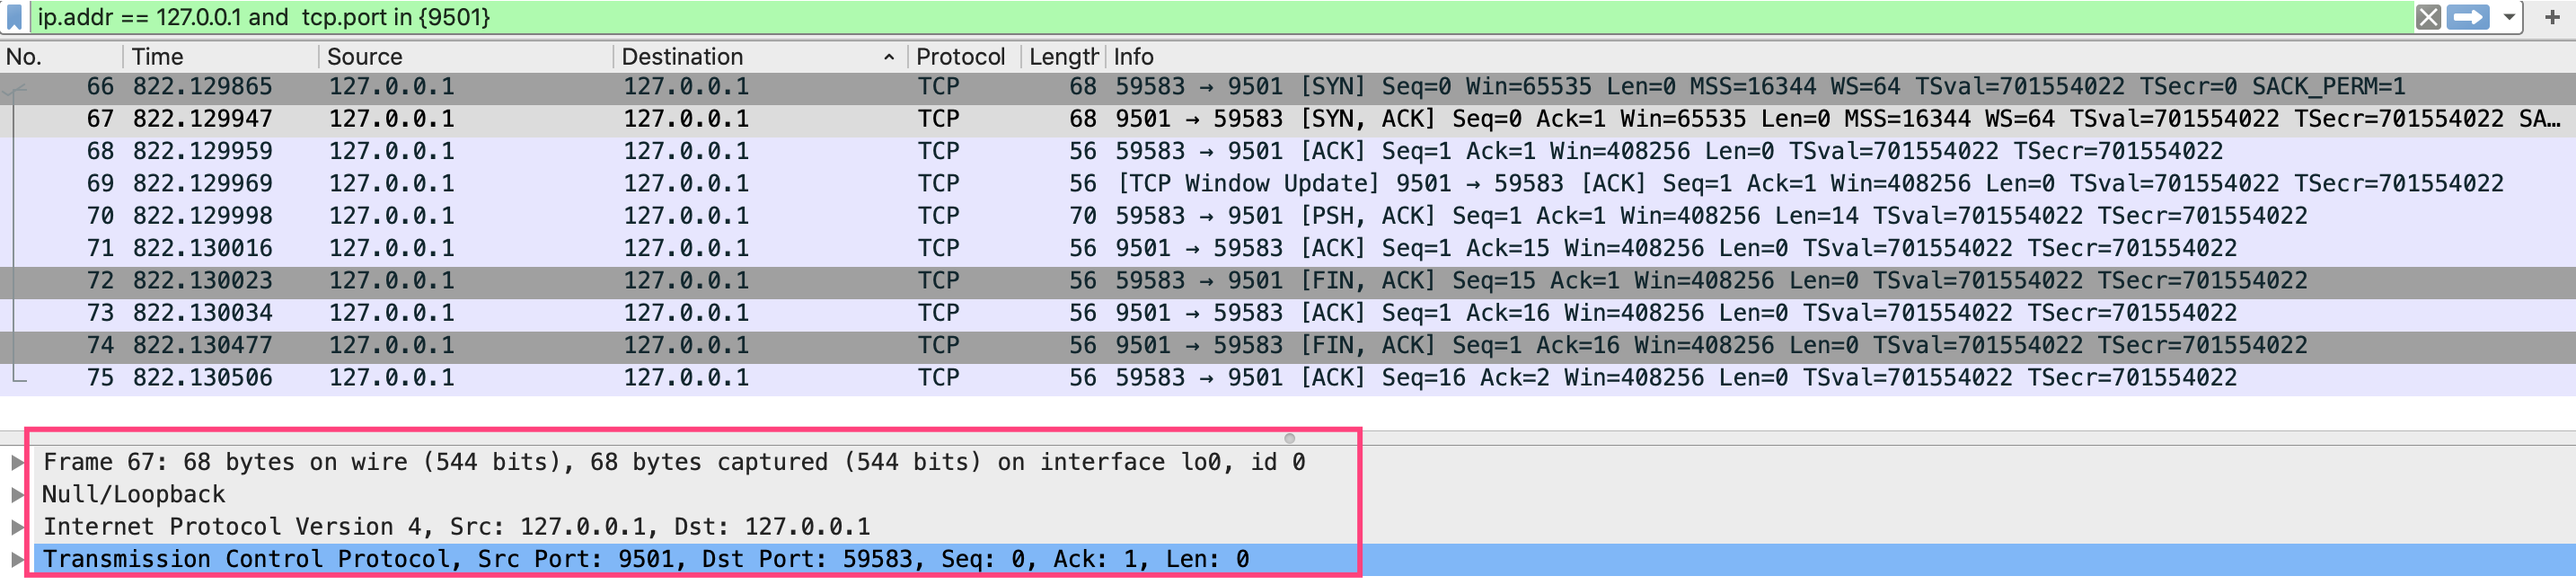 ip.addr == 127.0.0.1 and  tcp.port in {9501}
No. Time Source Destination Protocol Length Info
66 822.129865 127.0.0.1 127.0.0.1 TCP 68 59583 → 9501 [SYN] Seq=0 Win=65535 Len=0 MSS=16344 WS=64 TSval=701554022 TSecr=0 SACK_PERM=1
67 822.129947 127.0.0.1 127.0.0.1 TCP 68 9501 → 59583 [SYN, ACK] Seq=0 Ack=1 Win=65535 Len=0 MSS=16344 WS=64 TSval=701554022 TSecr=701554022 SA…
68 822.129959 127.0.0.1 127.0.0.1 TCP 56 59583 → 9501 [ACK] Seq=1 Ack=1 Win=408256 Len=0 TSval=701554022 TSecr=701554022
69 822.129969 127.0.0.1 127.0.0.1 TCP 56 [TCP Window Update] 9501 → 59583 [ACK] Seq=1 Ack=1 Win=408256 Len=0 TSval=701554022 TSecr=701554022
70 822.129998 127.0.0.1 127.0.0.1 TCP 70 59583 → 9501 [PSH, ACK] Seq=1 Ack=1 Win=408256 Len=14 TSval=701554022 TSecr=701554022
71 822.130016 127.0.0.1 127.0.0.1 TCP 56 9501 → 59583 [ACK] Seq=1 Ack=15 Win=408256 Len=0 TSval=701554022 TSecr=701554022
72 822.130023 127.0.0.1 127.0.0.1 TCP 56 59583 → 9501 [FIN, ACK] Seq=15 Ack=1 Win=408256 Len=0 TSval=701554022 TSecr=701554022
73 822.130034 127.0.0.1 127.0.0.1 TCP 56 9501 → 59583 [ACK] Seq=1 Ack=16 Win=408256 Len=0 TSval=701554022 TSecr=701554022
74 822.130477 127.0.0.1 127.0.0.1 TCP 56 9501 → 59583 [FIN, ACK] Seq=1 Ack=16 Win=408256 Len=0 TSval=701554022 TSecr=701554022
75 822.130506 127.0.0.1 127.0.0.1 TCP 56 59583 → 9501 [ACK] Seq=16 Ack=2 Win=408256 Len=0 TSval=701554022 TSecr=701554022
Frame 67: 68 bytes on wire (544 bits), 68 bytes captured (544 bits) on interface lo0, id 0
Null/Loopback
Internet Protocol Version 4, Src: 127.0.0.1, Dst: 127.0.0.1
Transmission Control Protocol, Src Port: 9501, Dst Port: 59583, Seq: 0, Ack: 1, Len: 0